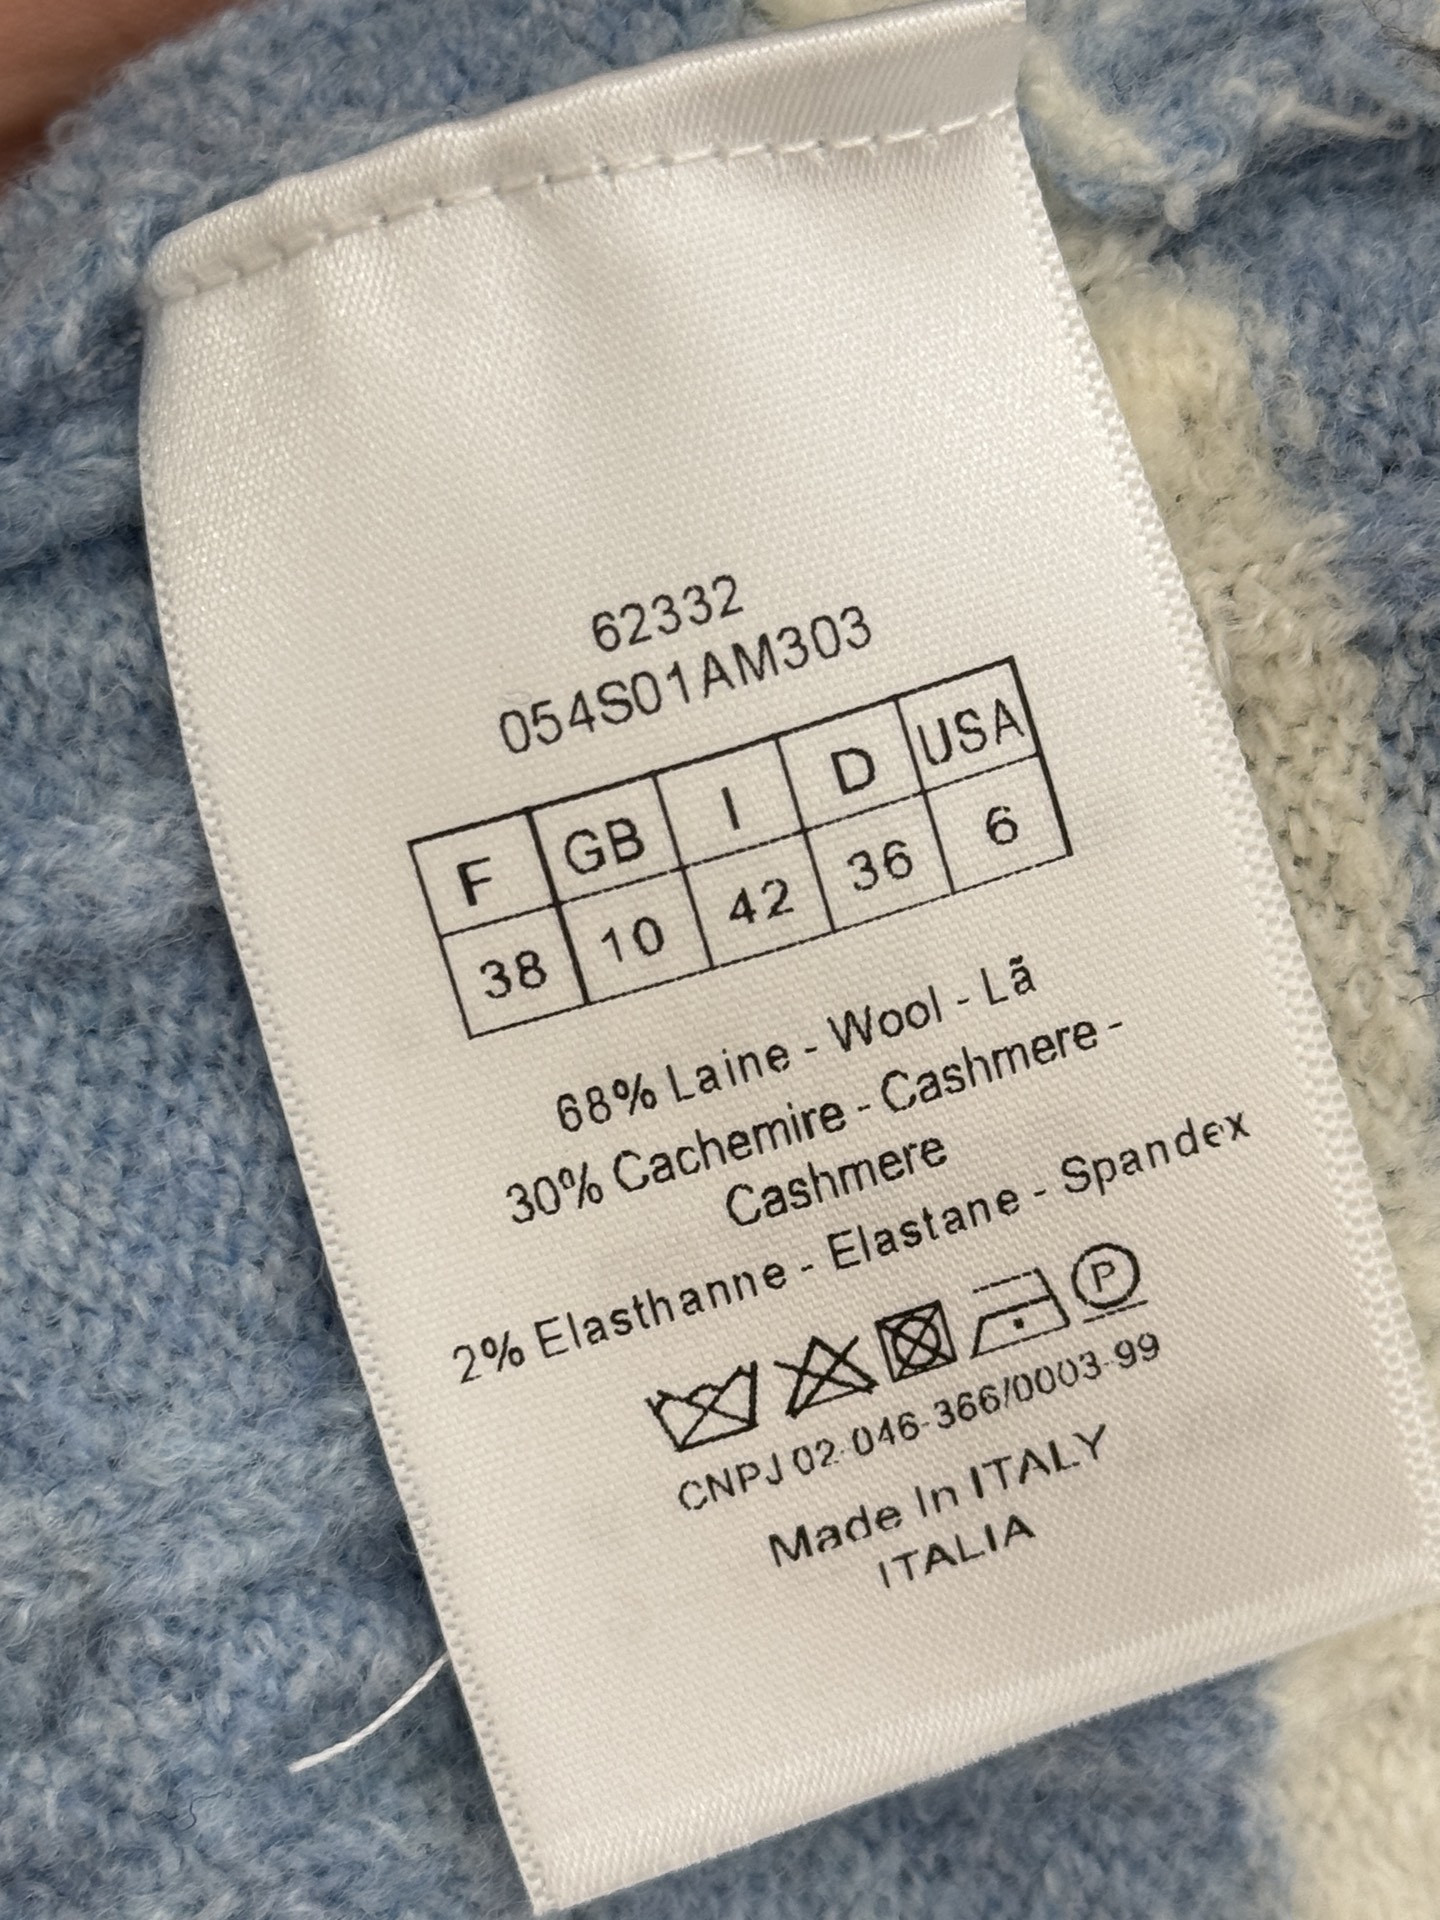 62332
054S01AM303
F GB I D USA
38 10 42 36 6
68% Laine - Wool - Lã
30% Cachemire - Cashmere -
Cashmere
2% Elasthanne - Elastane - Spandex
P
CNPJ 02-046-366/0003-99
Made In ITALY
ITALIA